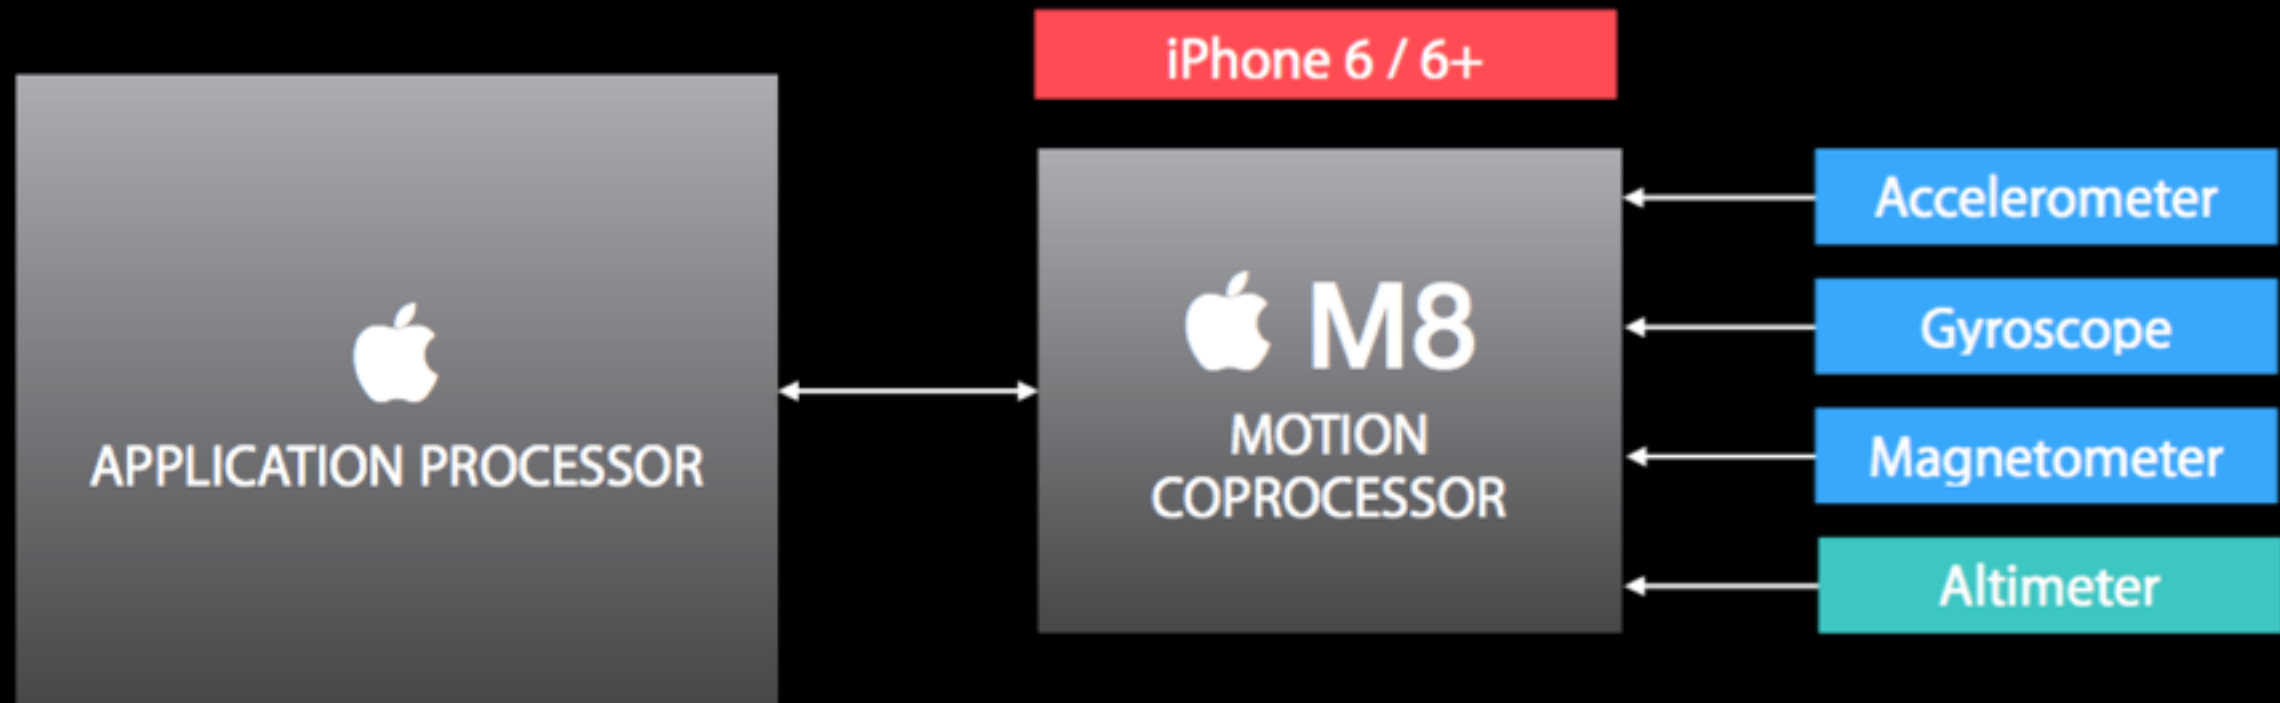 iPhone 6 / 6+
APPLICATION PROCESSOR
M8
MOTION
COPROCESSOR
Accelerometer
Gyroscope
Magnetometer
Altimeter